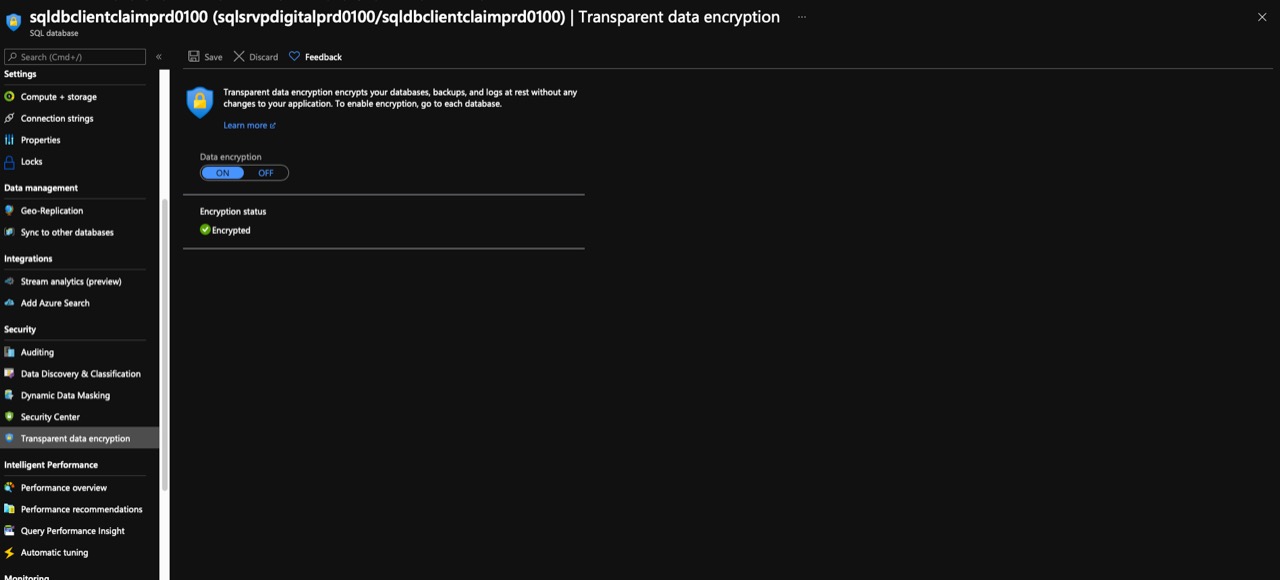 sqldbclientclaimprd0100 (sqlsrvpdigitalprd0100/sqldbclientclaimprd0100) | Transparent data encryption ...
SQL database
Search (Cmd+/)
«
Settings
Compute + storage
Connection strings
Properties
Locks
Data management
Geo-Replication
Sync to other databases
Integrations
Stream analytics (preview)
Add Azure Search
Security
Auditing
Data Discovery & Classification
Dynamic Data Masking
Security Center
Transparent data encryption
Intelligent Performance
Performance overview
Performance recommendations
Query Performance Insight
Automatic tuning
Monitoring
Save Discard Feedback
Transparent data encryption encrypts your databases, backups, and logs at rest without any
changes to your application. To enable encryption, go to each database.
Learn more
Data encryption
ON OFF
Encryption status
Encrypted